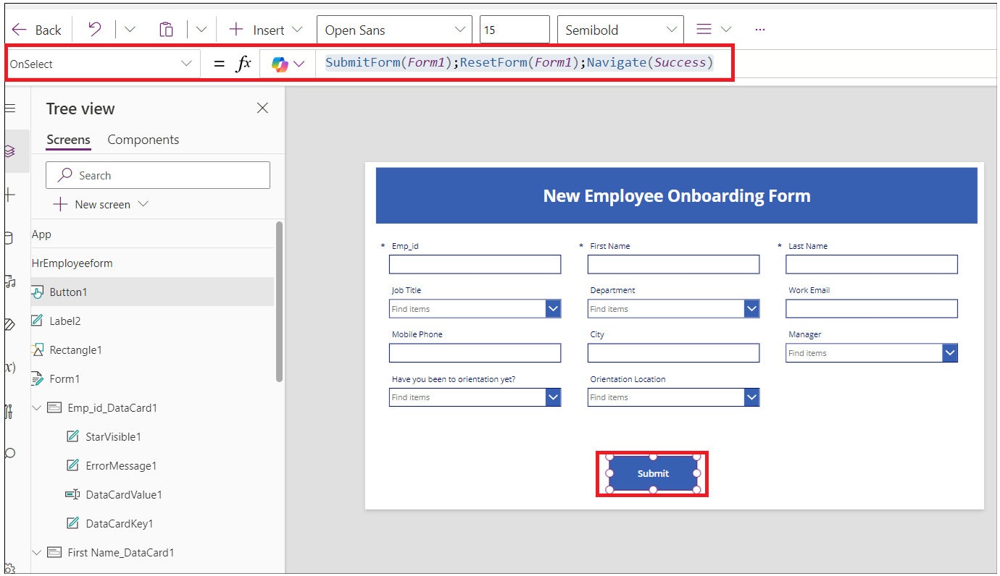 Back
Insert
Open Sans
15
Semibold
...
OnSelect
= fx
SubmitForm(Form1);ResetForm(Form1);Navigate(Success)
Tree view
Screens
Components
Search
New screen
App
HrEmployeeform
Button1
Label2
Rectangle1
Form1
Emp_id_DataCard1
StarVisible1
ErrorMessage1
DataCardValue1
DataCardKey1
First Name_DataCard1
x)
New Employee Onboarding Form
* Emp_id
* First Name
* Last Name
Job Title
Find items
Department
Find items
Work Email
Mobile Phone
City
Manager
Find items
Have you been to orientation yet?
Find items
Orientation Location
Find items
Submit